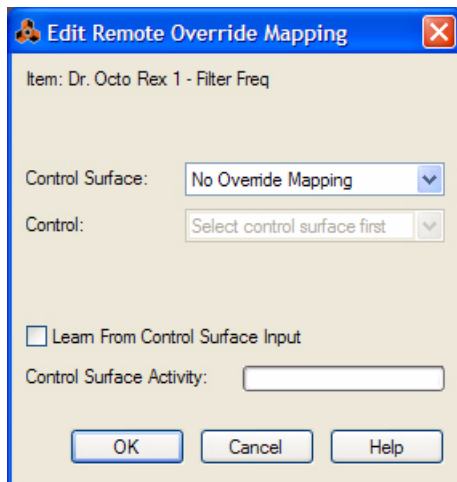 Edit Remote Override Mapping
Item: Dr. Octo Rex 1 - Filter Freq
Control Surface: No Override Mapping
Control: Select control surface first
Learn From Control Surface Input
Control Surface Activity:
OK Cancel Help